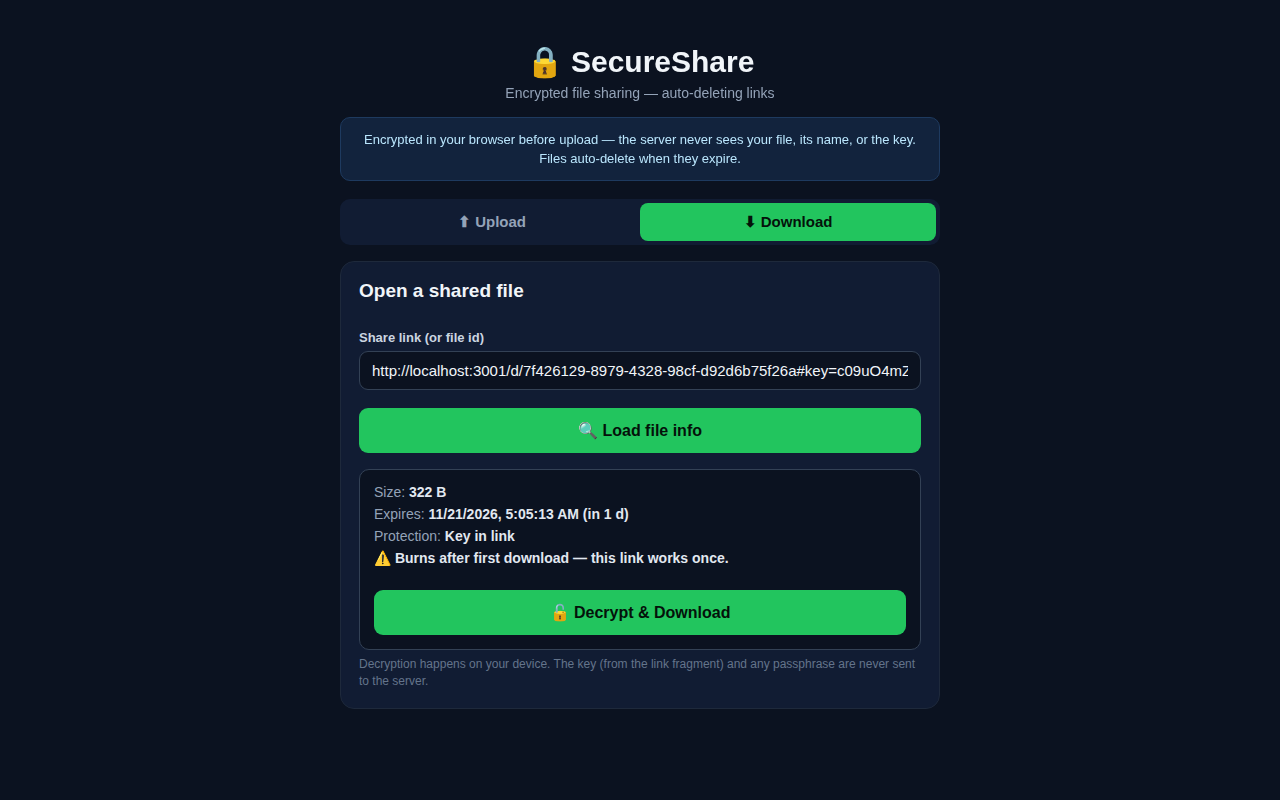 🔒 SecureShare
Encrypted file sharing — auto-deleting links
Encrypted in your browser before upload — the server never sees your file, its name, or the key.
Files auto-delete when they expire.
⬆ Upload
⬇ Download
Open a shared file
Share link (or file id)
http://localhost:3001/d/7f426129-8979-4328-98cf-d92d6b75f26a#key=c09uO4mZ
🔍 Load file info
Size: 322 B
Expires: 11/21/2026, 5:05:13 AM (in 1 d)
Protection: Key in link
⚠️ Burns after first download — this link works once.
🔓 Decrypt & Download
Decryption happens on your device. The key (from the link fragment) and any passphrase are never sent
to the server.